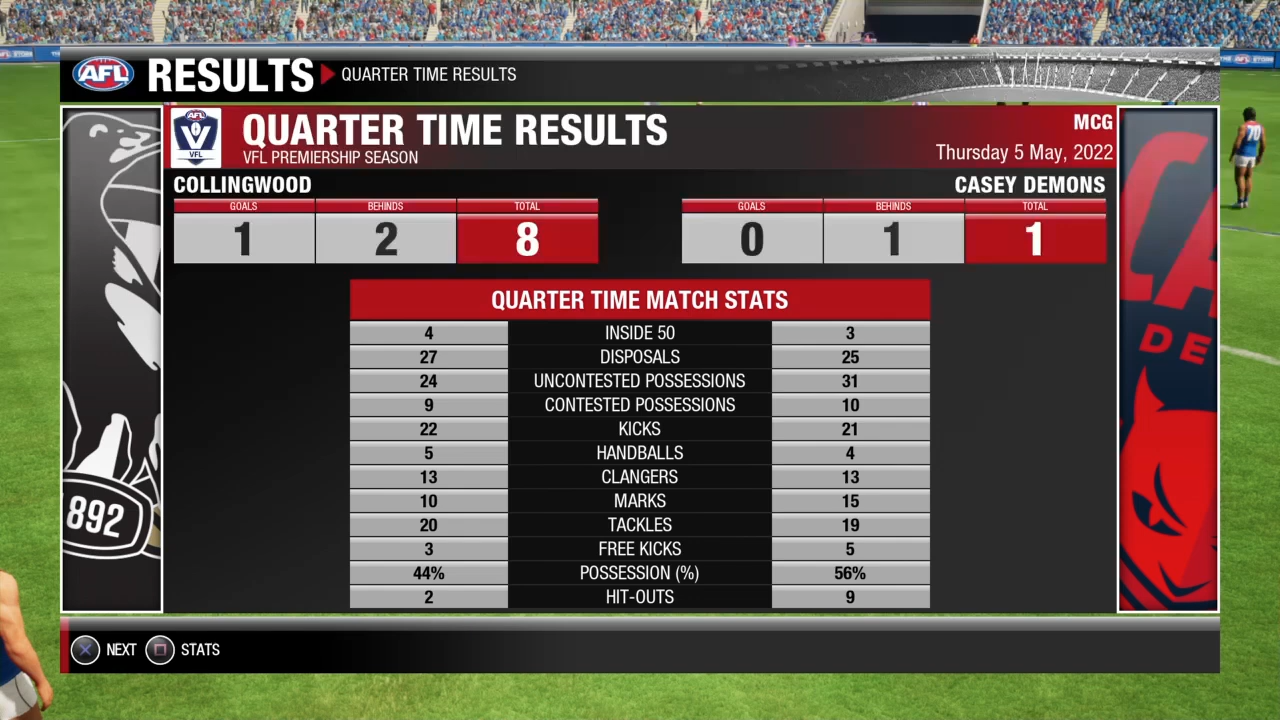 AFL RESULTS QUARTER TIME RESULTS
AFL
V
VFL
QUARTER TIME RESULTS
VFL PREMIERSHIP SEASON
MCG
Thursday 5 May, 2022
COLLINGWOOD
CASEY DEMONS
GOALS BEHINDS TOTAL
GOALS BEHINDS TOTAL
1 2 8
0 1 1
QUARTER TIME MATCH STATS
4 INSIDE 50 3
27 DISPOSALS 25
24 UNCONTESTED POSSESSIONS 31
9 CONTESTED POSSESSIONS 10
22 KICKS 21
5 HANDBALLS 4
13 CLANGERS 13
10 MARKS 15
20 TACKLES 19
3 FREE KICKS 5
44% POSSESSION (%) 56%
2 HIT-OUTS 9
892
CA
DE
70
NEXT STATS